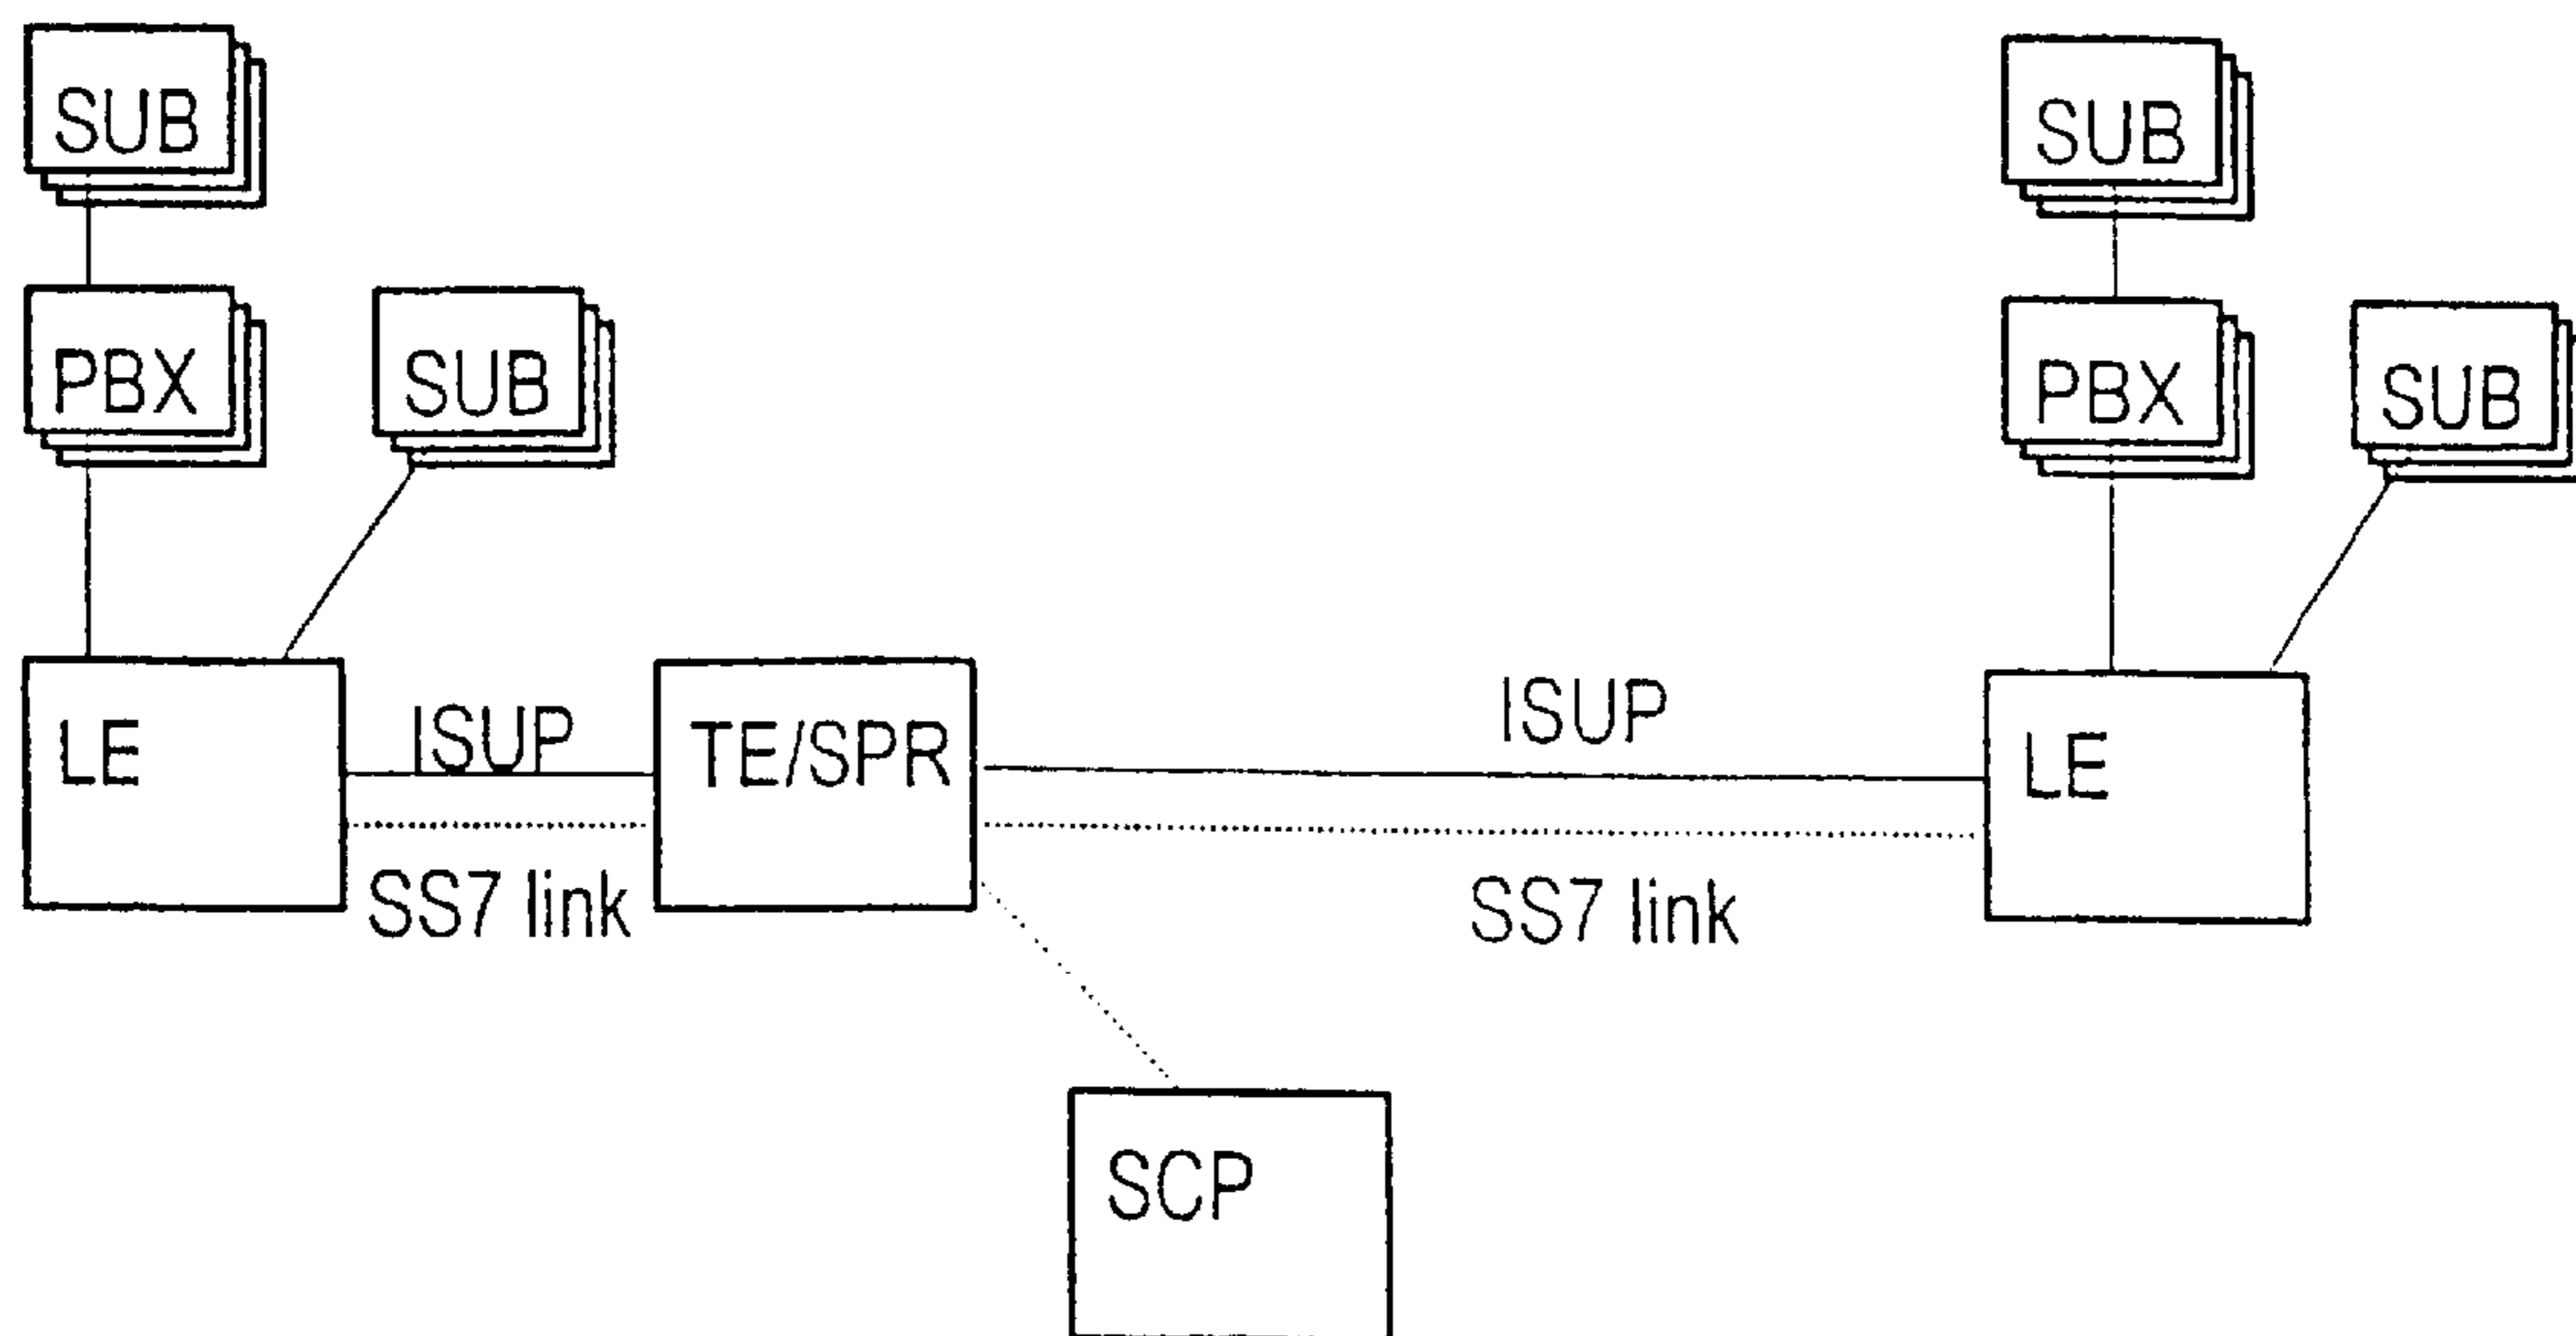 SUB
SUB
PBX
SUB
PBX
SUB
LE
ISUP
TE/SPR
ISUP
LE
SS7 link
SS7 link
SCP